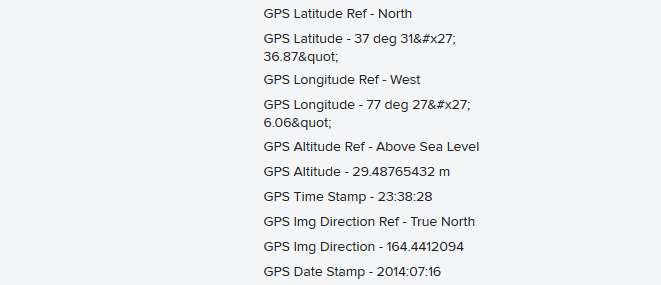 GPS Latitude Ref - North
GPS Latitude - 37 deg 31&#x27;
36.87&quot;
GPS Longitude Ref - West
GPS Longitude - 77 deg 27&#x27;
6.06&quot;
GPS Altitude Ref - Above Sea Level
GPS Altitude - 29.48765432 m
GPS Time Stamp - 23:38:28
GPS Img Direction Ref - True North
GPS Img Direction - 164.4412094
GPS Date Stamp - 2014:07:16